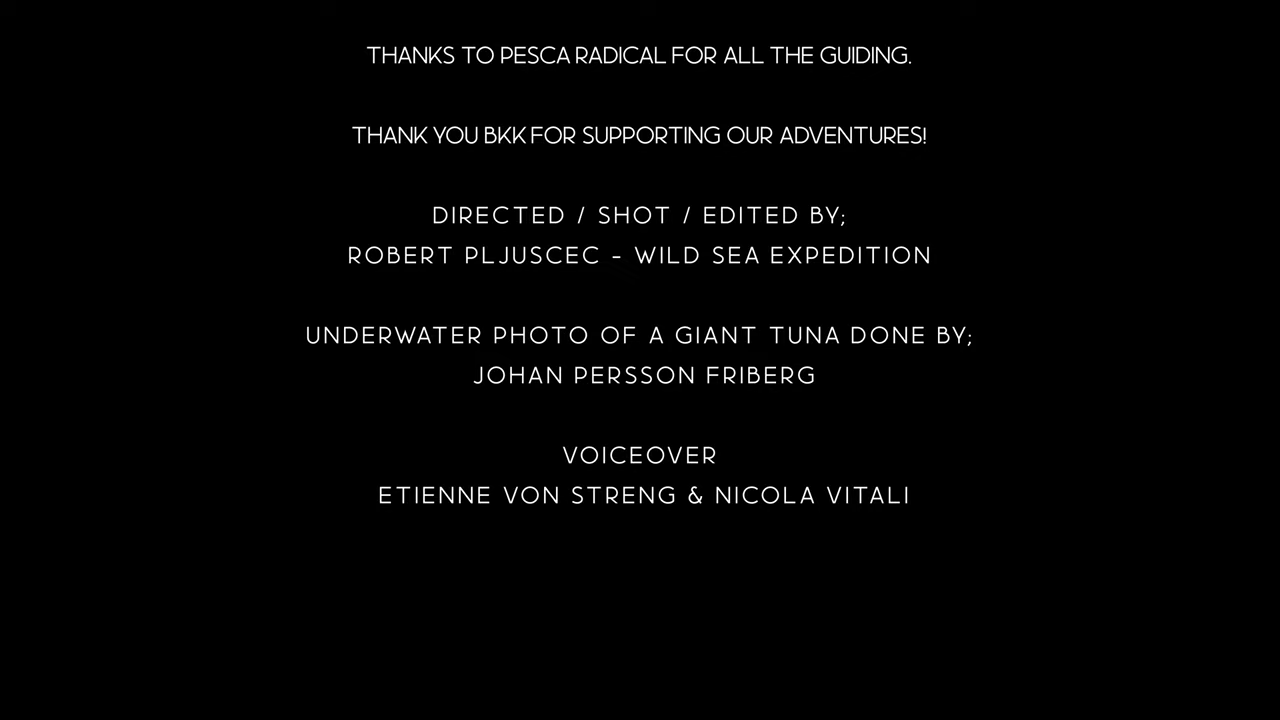 THANKS TO PESCA RADICAL FOR ALL THE GUIDING.
THANK YOU BKK FOR SUPPORTING OUR ADVENTURES!
DIRECTED / SHOT / EDITED BY;
ROBERT PLJUSCEC - WILD SEA EXPEDITION
UNDERWATER PHOTO OF A GIANT TUNA DONE BY;
JOHAN PERSSON FRIBERG
VOICEOVER
ETIENNE VON STRENG & NICOLA VITALI